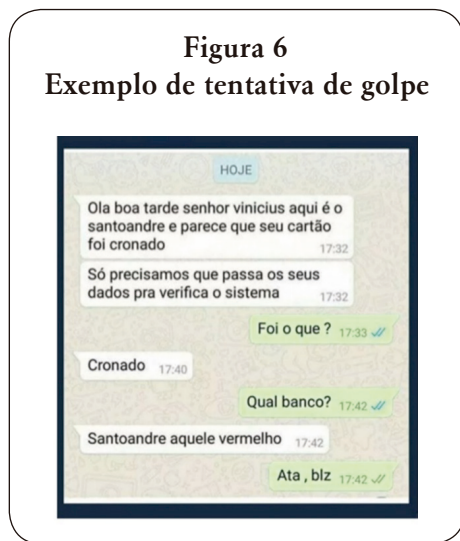 Figura 6
Exemplo de tentativa de golpe
HOJE
Ola boa tarde senhor vinicius aqui é o
santoandre e parece que seu cartão
foi cronado
17:32
Só precisamos que passa os seus
dados pra verifica o sistema
17:32
Foi o que ? 17:33
Cronado 17:40
Qual banco? 17:42
Santoandre aquele vermelho 17:42
Ata , blz 17:42